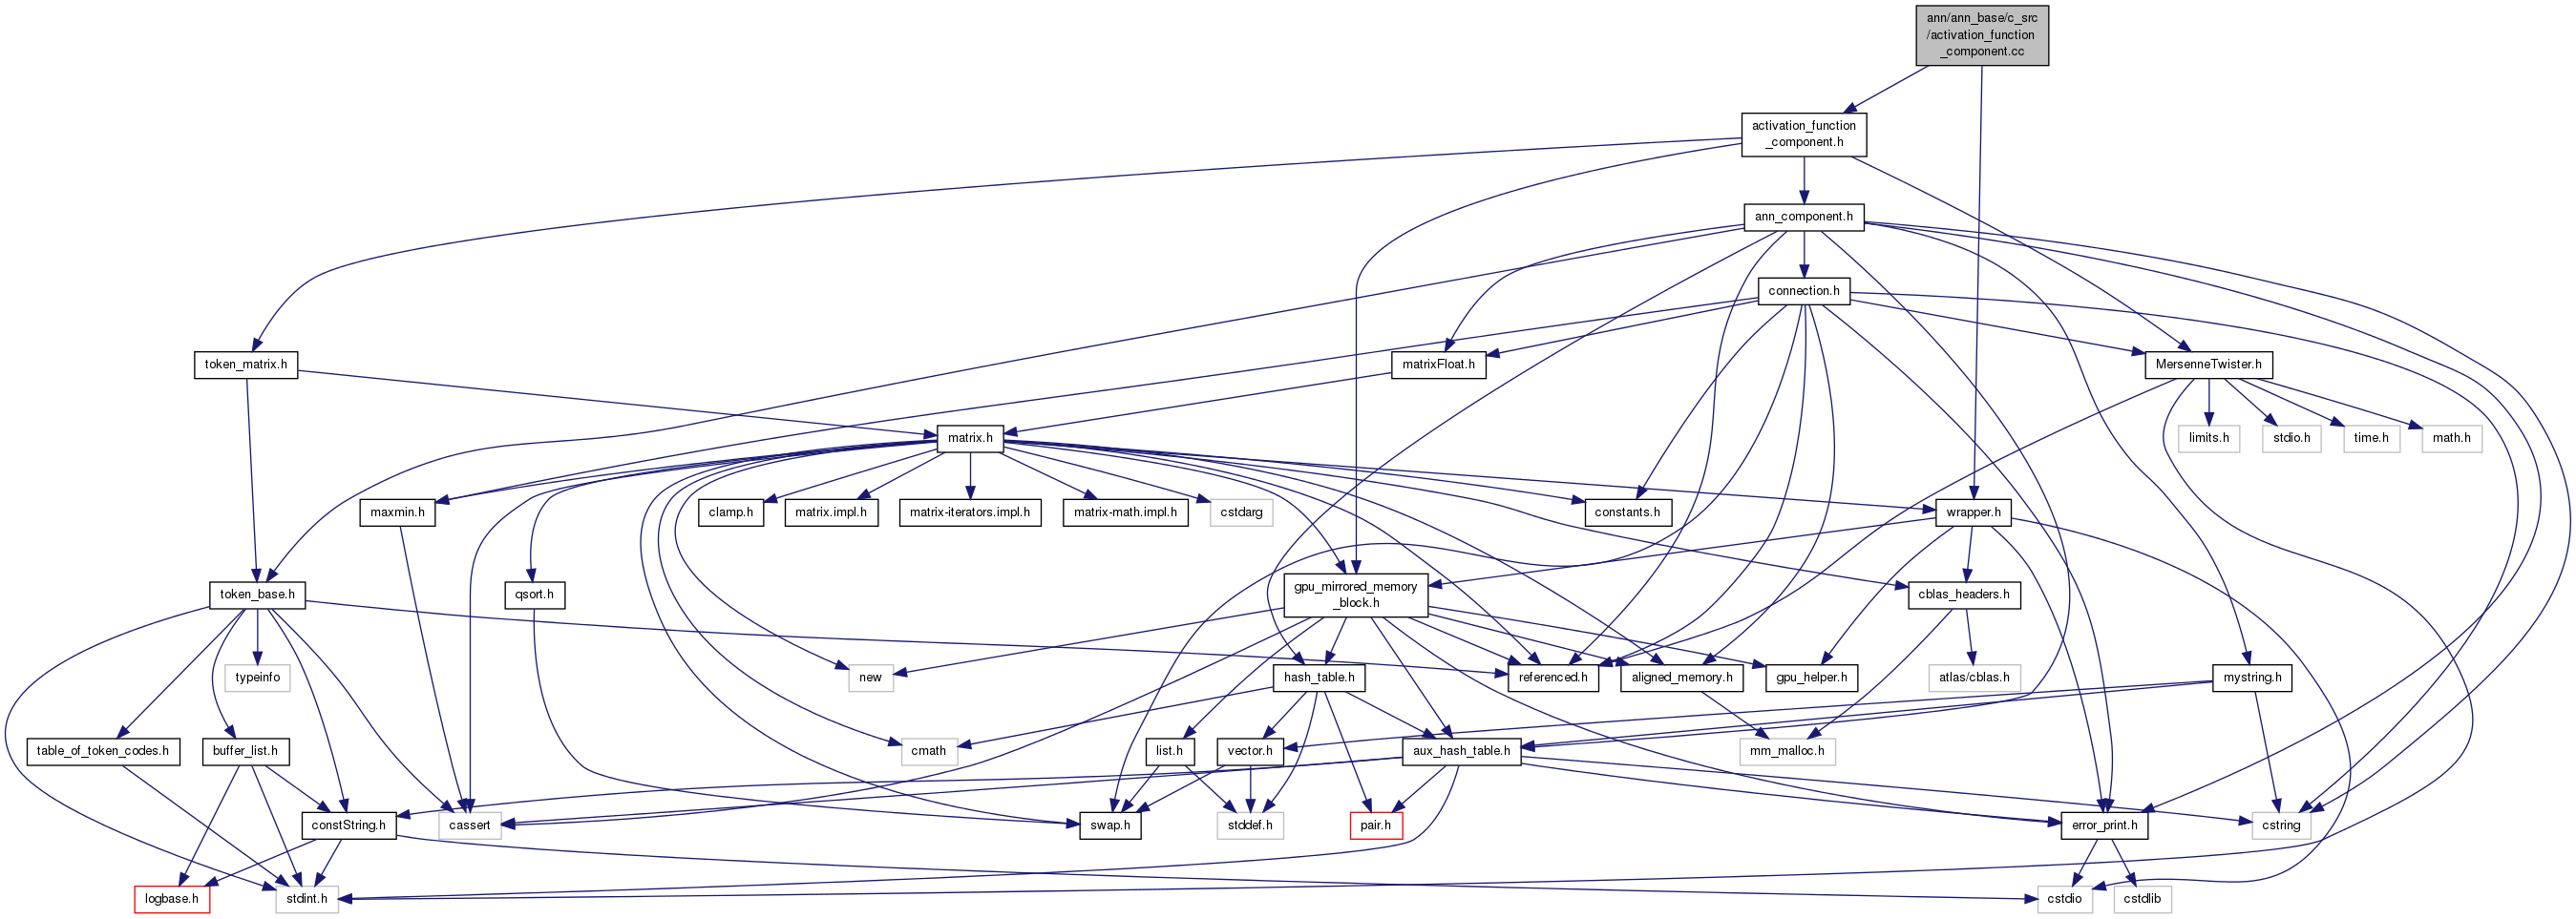 ann/ann_base/c_src
/activation_function
_component.cc
activation_function
_component.h
ann_component.h
connection.h
token_matrix.h
matrixFloat.h
MersenneTwister.h
matrix.h
limits.h
stdio.h
time.h
math.h
maxmin.h
clamp.h
matrix.impl.h
matrix-iterators.impl.h
matrix-math.impl.h
cstdarg
constants.h
wrapper.h
token_base.h
qsort.h
gpu_mirrored_memory
_block.h
cblas_headers.h
typeinfo
new
hash_table.h
referenced.h
aligned_memory.h
gpu_helper.h
atlas/cblas.h
mystring.h
table_of_token_codes.h
buffer_list.h
cmath
list.h
vector.h
aux_hash_table.h
mm_malloc.h
constString.h
cassert
swap.h
stddef.h
pair.h
error_print.h
cstring
logbase.h
stdint.h
cstdio
cstdlib